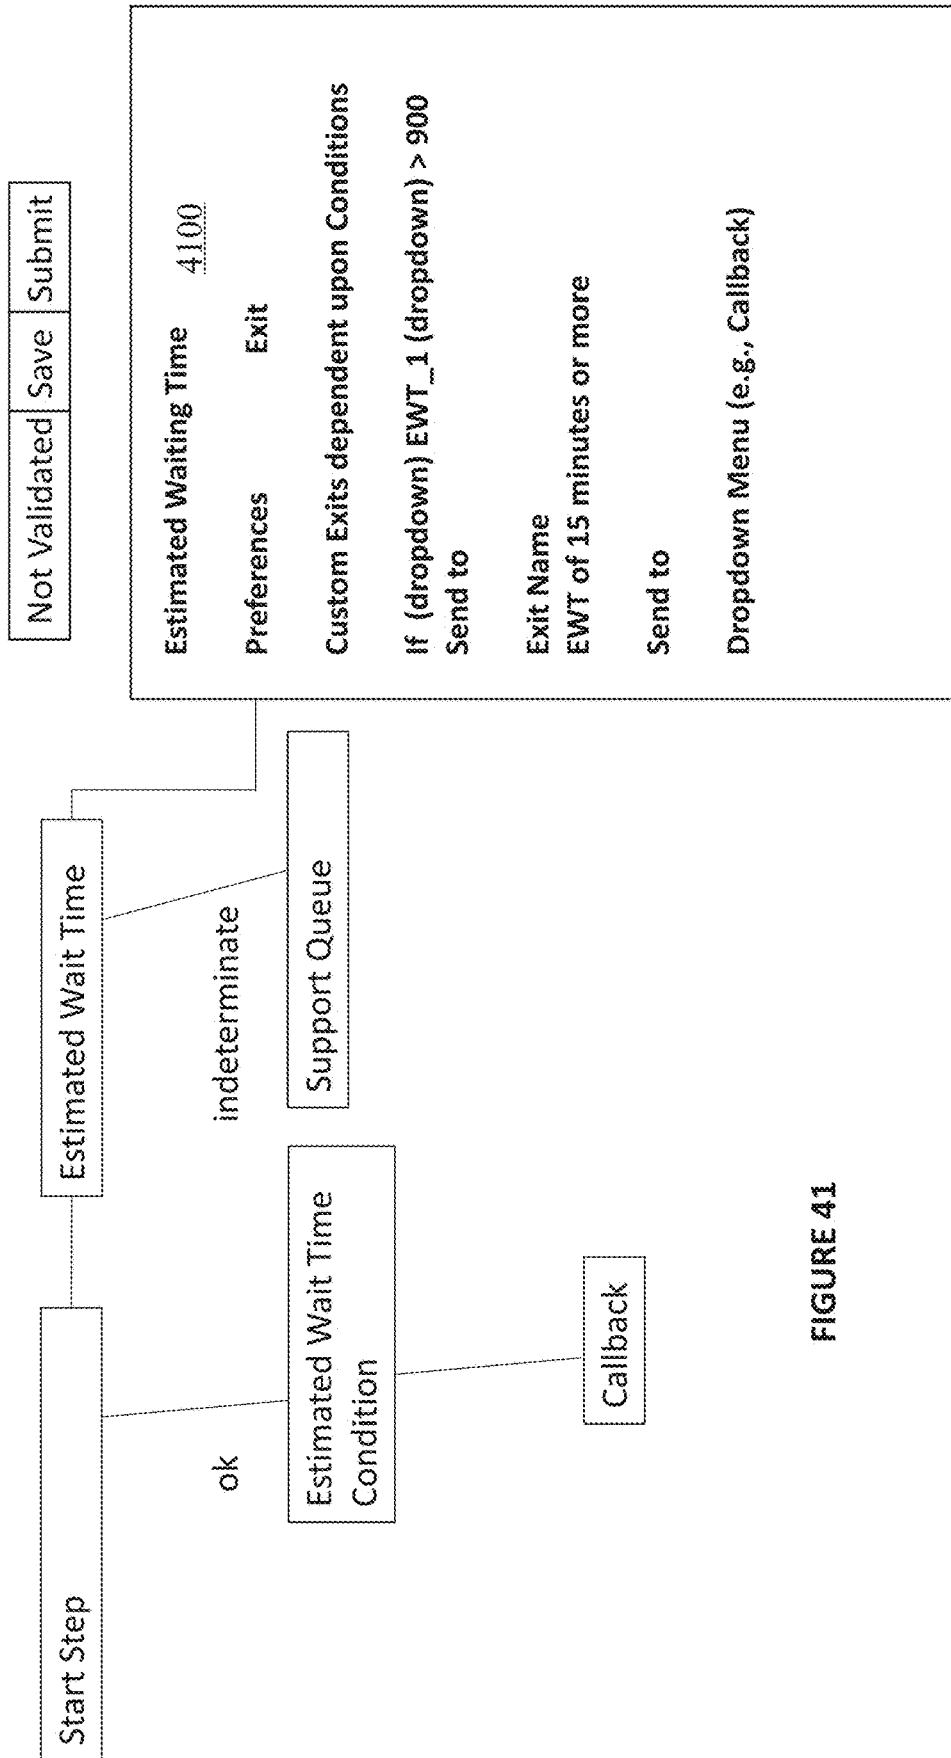 Not Validated Save Submit
Start Step
Estimated Wait Time
ok
indeterminate
Estimated Wait Time
Condition
Support Queue
Callback
Estimated Waiting Time 4100
Preferences Exit
Custom Exits dependent upon Conditions
If (dropdown) EWT_1 (dropdown) > 900
Send to
Exit Name
EWT of 15 minutes or more
Send to
Dropdown Menu (e.g., Callback)
FIGURE 41